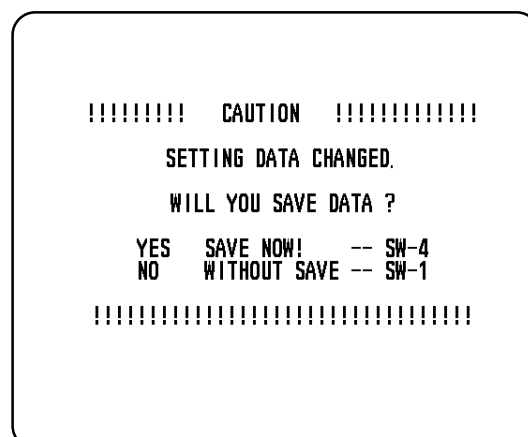 !!!!!!!!! CAUTION !!!!!!!!!!!!!
SETTING DATA CHANGED.
WILL YOU SAVE DATA ?
YES SAVE NOW! -- SW-4
NO WITHOUT SAVE -- SW-1
!!!!!!!!!!!!!!!!!!!!!!!!!!!!!!!!!!